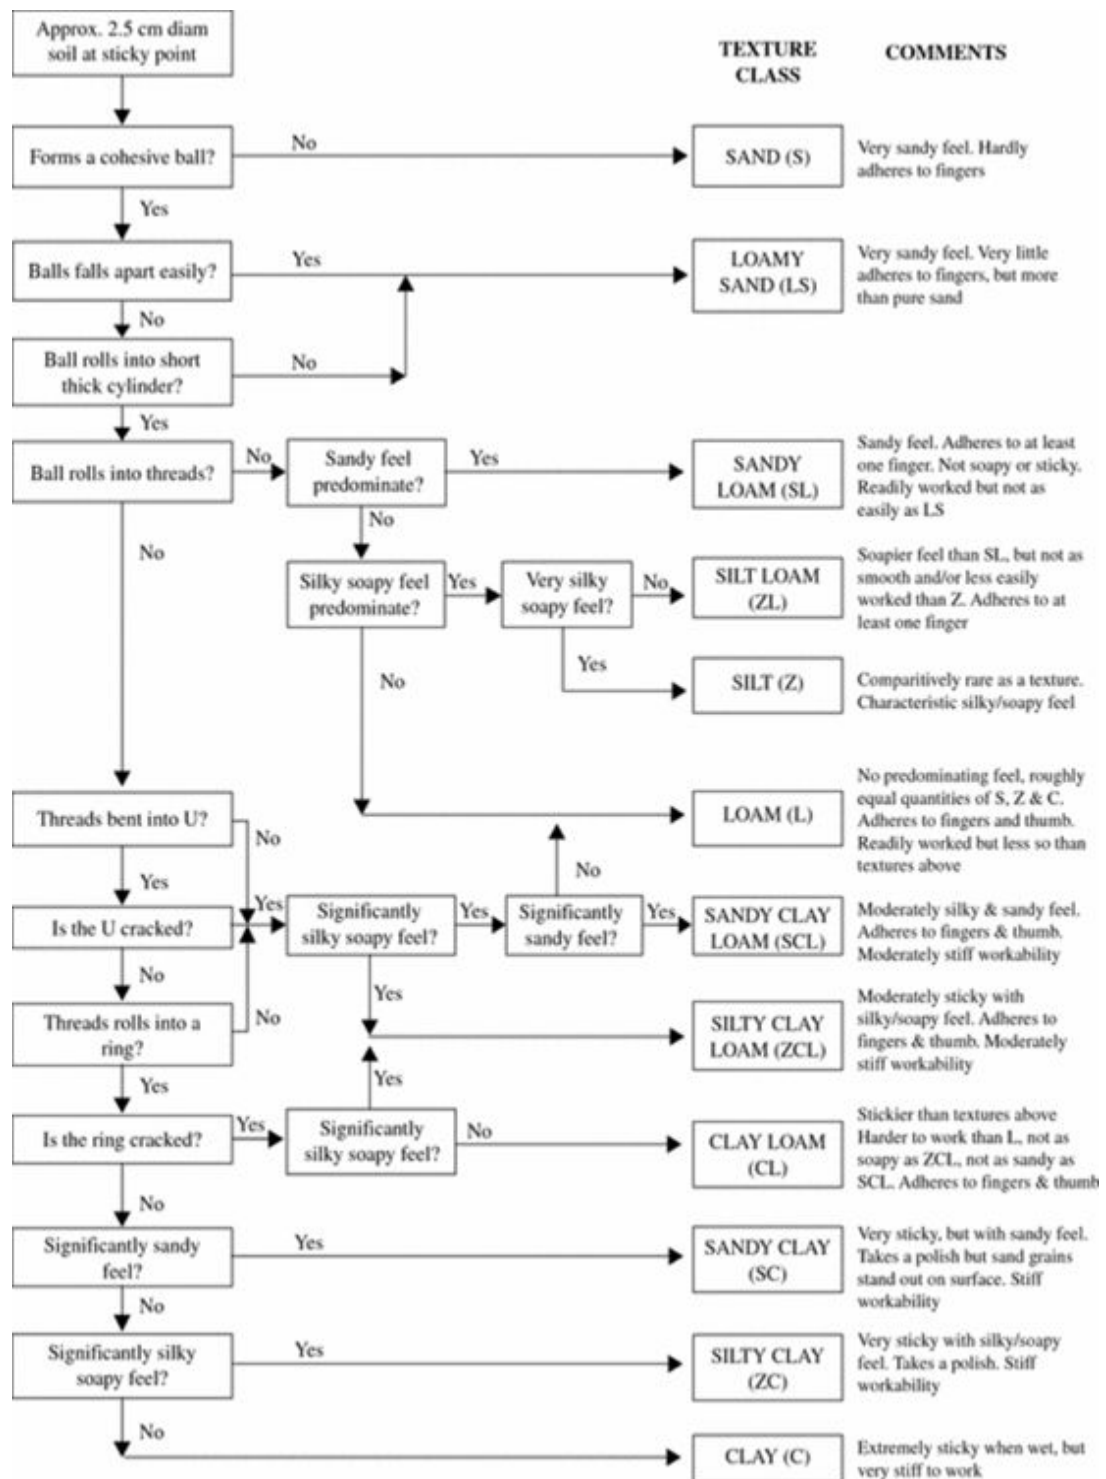 Approx. 2.5 cm diam
soil at sticky point
TEXTURE
CLASS
COMMENTS
Forms a cohesive ball?
No
SAND (S)
Very sandy feel. Hardly
adheres to fingers
Yes
Balls falls apart easily?
Yes
LOAMY
SAND (LS)
Very sandy feel. Very little
adheres to fingers, but more
than pure sand
No
Ball rolls into short
thick cylinder?
No
Yes
Ball rolls into threads?
No
Sandy feel
predominate?
Yes
SANDY
LOAM (SL)
Sandy feel. Adheres to at least
one finger. Not soapy or sticky.
Readily worked but not as
easily as LS
No
No
Silky soapy feel
predominate?
Yes
Very silky
soapy feel?
No
SILT LOAM
(ZL)
Soapier feel than SL, but not as
smooth and/or less easily
worked than Z. Adheres to at
least one finger
Yes
No
SILT (Z)
Comparitively rare as a texture.
Characteristic silky/soapy feel
Threads bent into U?
No
LOAM (L)
No predominating feel, roughly
equal quantities of S, Z & C.
Adheres to fingers and thumb.
Readily worked but less so than
textures above
Yes
No
Is the U cracked?
Yes
Significantly
silky soapy feel?
Yes
Significantly
sandy feel?
Yes
SANDY CLAY
LOAM (SCL)
Moderately silky & sandy feel.
Adheres to fingers & thumb.
Moderately stiff workability
No
Yes
Threads rolls into a
ring?
No
SILTY CLAY
LOAM (ZCL)
Moderately sticky with
silky/soapy feel. Adheres to
fingers & thumb. Moderately
stiff workability
Yes
Yes
Is the ring cracked?
Yes
Significantly
silky soapy feel?
No
CLAY LOAM
(CL)
Stickier than textures above
Harder to work than L, not as
soapy as ZCL, not as sandy as
SCL. Adheres to fingers & thumb
No
Significantly sandy
feel?
Yes
SANDY CLAY
(SC)
Very sticky, but with sandy feel.
Takes a polish but sand grains
stand out on surface. Stiff
workability
No
Significantly silky
soapy feel?
Yes
SILTY CLAY
(ZC)
Very sticky with silky/soapy
feel. Takes a polish. Stiff
workability
No
CLAY (C)
Extremely sticky when wet, but
very stiff to work